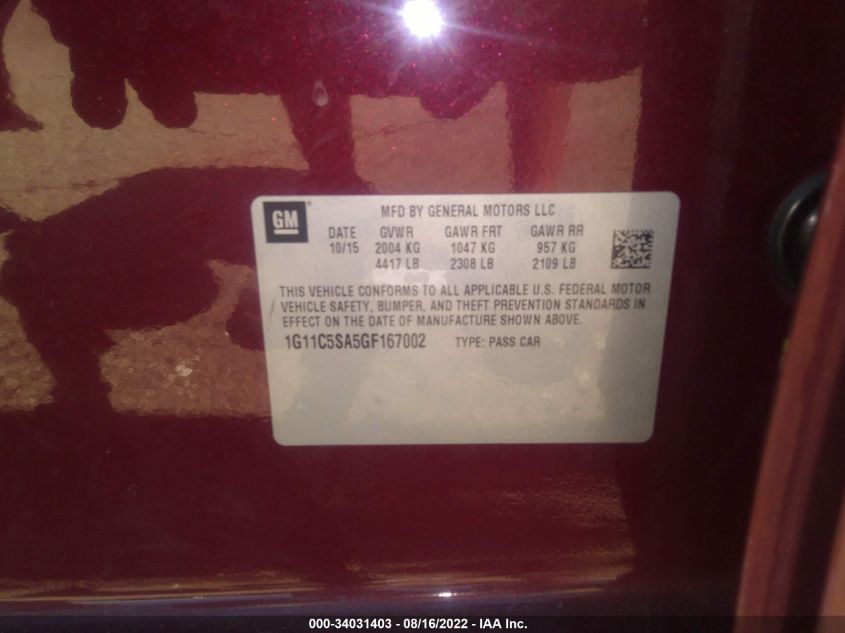 GM ® MFD BY GENERAL MOTORS LLC
DATE GVWR GAWR FRT GAWR RR
10/15 2004 KG 1047 KG 957 KG
4417 LB 2308 LB 2109 LB
THIS VEHICLE CONFORMS TO ALL APPLICABLE U.S. FEDERAL MOTOR
VEHICLE SAFETY, BUMPER, AND THEFT PREVENTION STANDARDS IN
EFFECT ON THE DATE OF MANUFACTURE SHOWN ABOVE.
1G11C5SA5GF167002 TYPE: PASS CAR
000-34031403 - 08/16/2022 - IAA Inc.